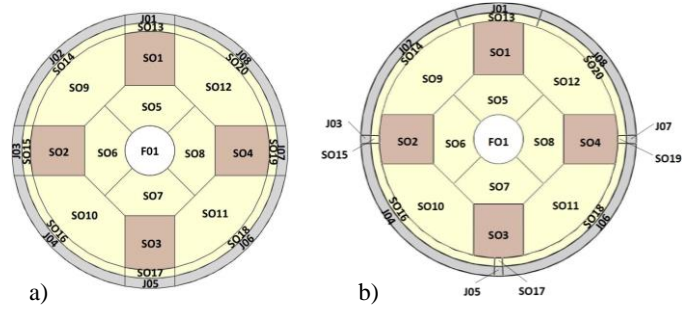 J01
SO13
J02
SO14
J08
SO20
SO1
SO9
SO12
SO5
J03
SO15
SO2
SO6
F01
SO8
SO4
SO19
J07
SO7
SO10
SO11
SO16
J04
SO3
SO18
J06
SO17
J05
a)
J01
SO13
J02
SO14
J08
SO20
SO1
SO9
SO12
SO5
J03
J07
SO2
SO6
FO1
SO8
SO4
SO15
SO19
SO7
SO10
SO11
SO16
J04
SO3
SO18
J06
J05
SO17
b)